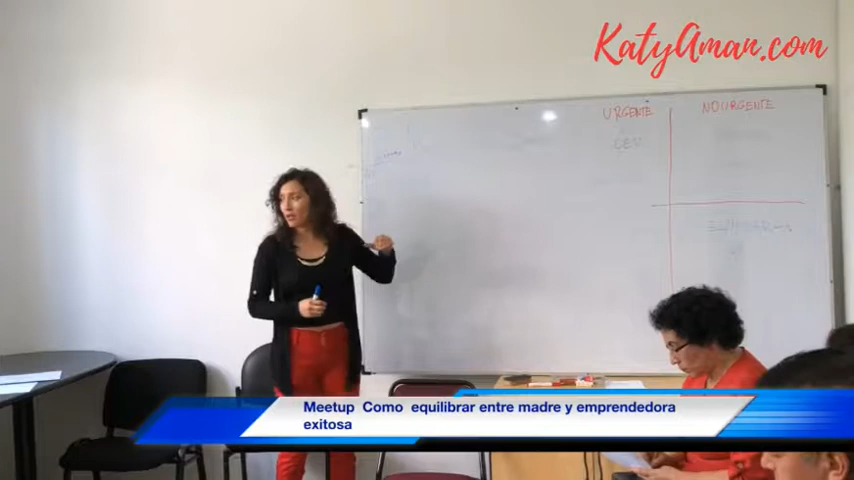 KatyAman.com
URGENTE NO URGENTE
Meetup Como equilibrar entre madre y emprendedora
exitosa